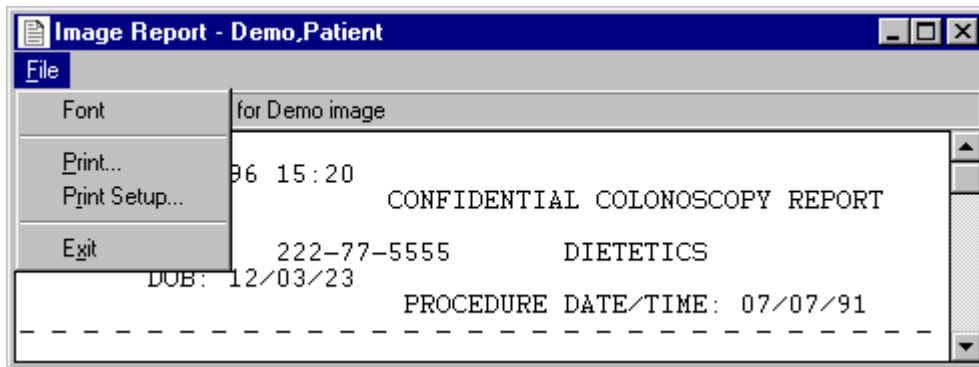 Image Report - Demo,Patient
File
Font
for Demo image
Print...
96 15:20
Print Setup...
CONFIDENTIAL COLONOSCOPY REPORT
Exit
222-77-5555 DIETETICS
DOB: 12/03/23
PROCEDURE DATE/TIME: 07/07/91
- - - - - - - - - - - - - - - - - - - - - - - - - - - - -